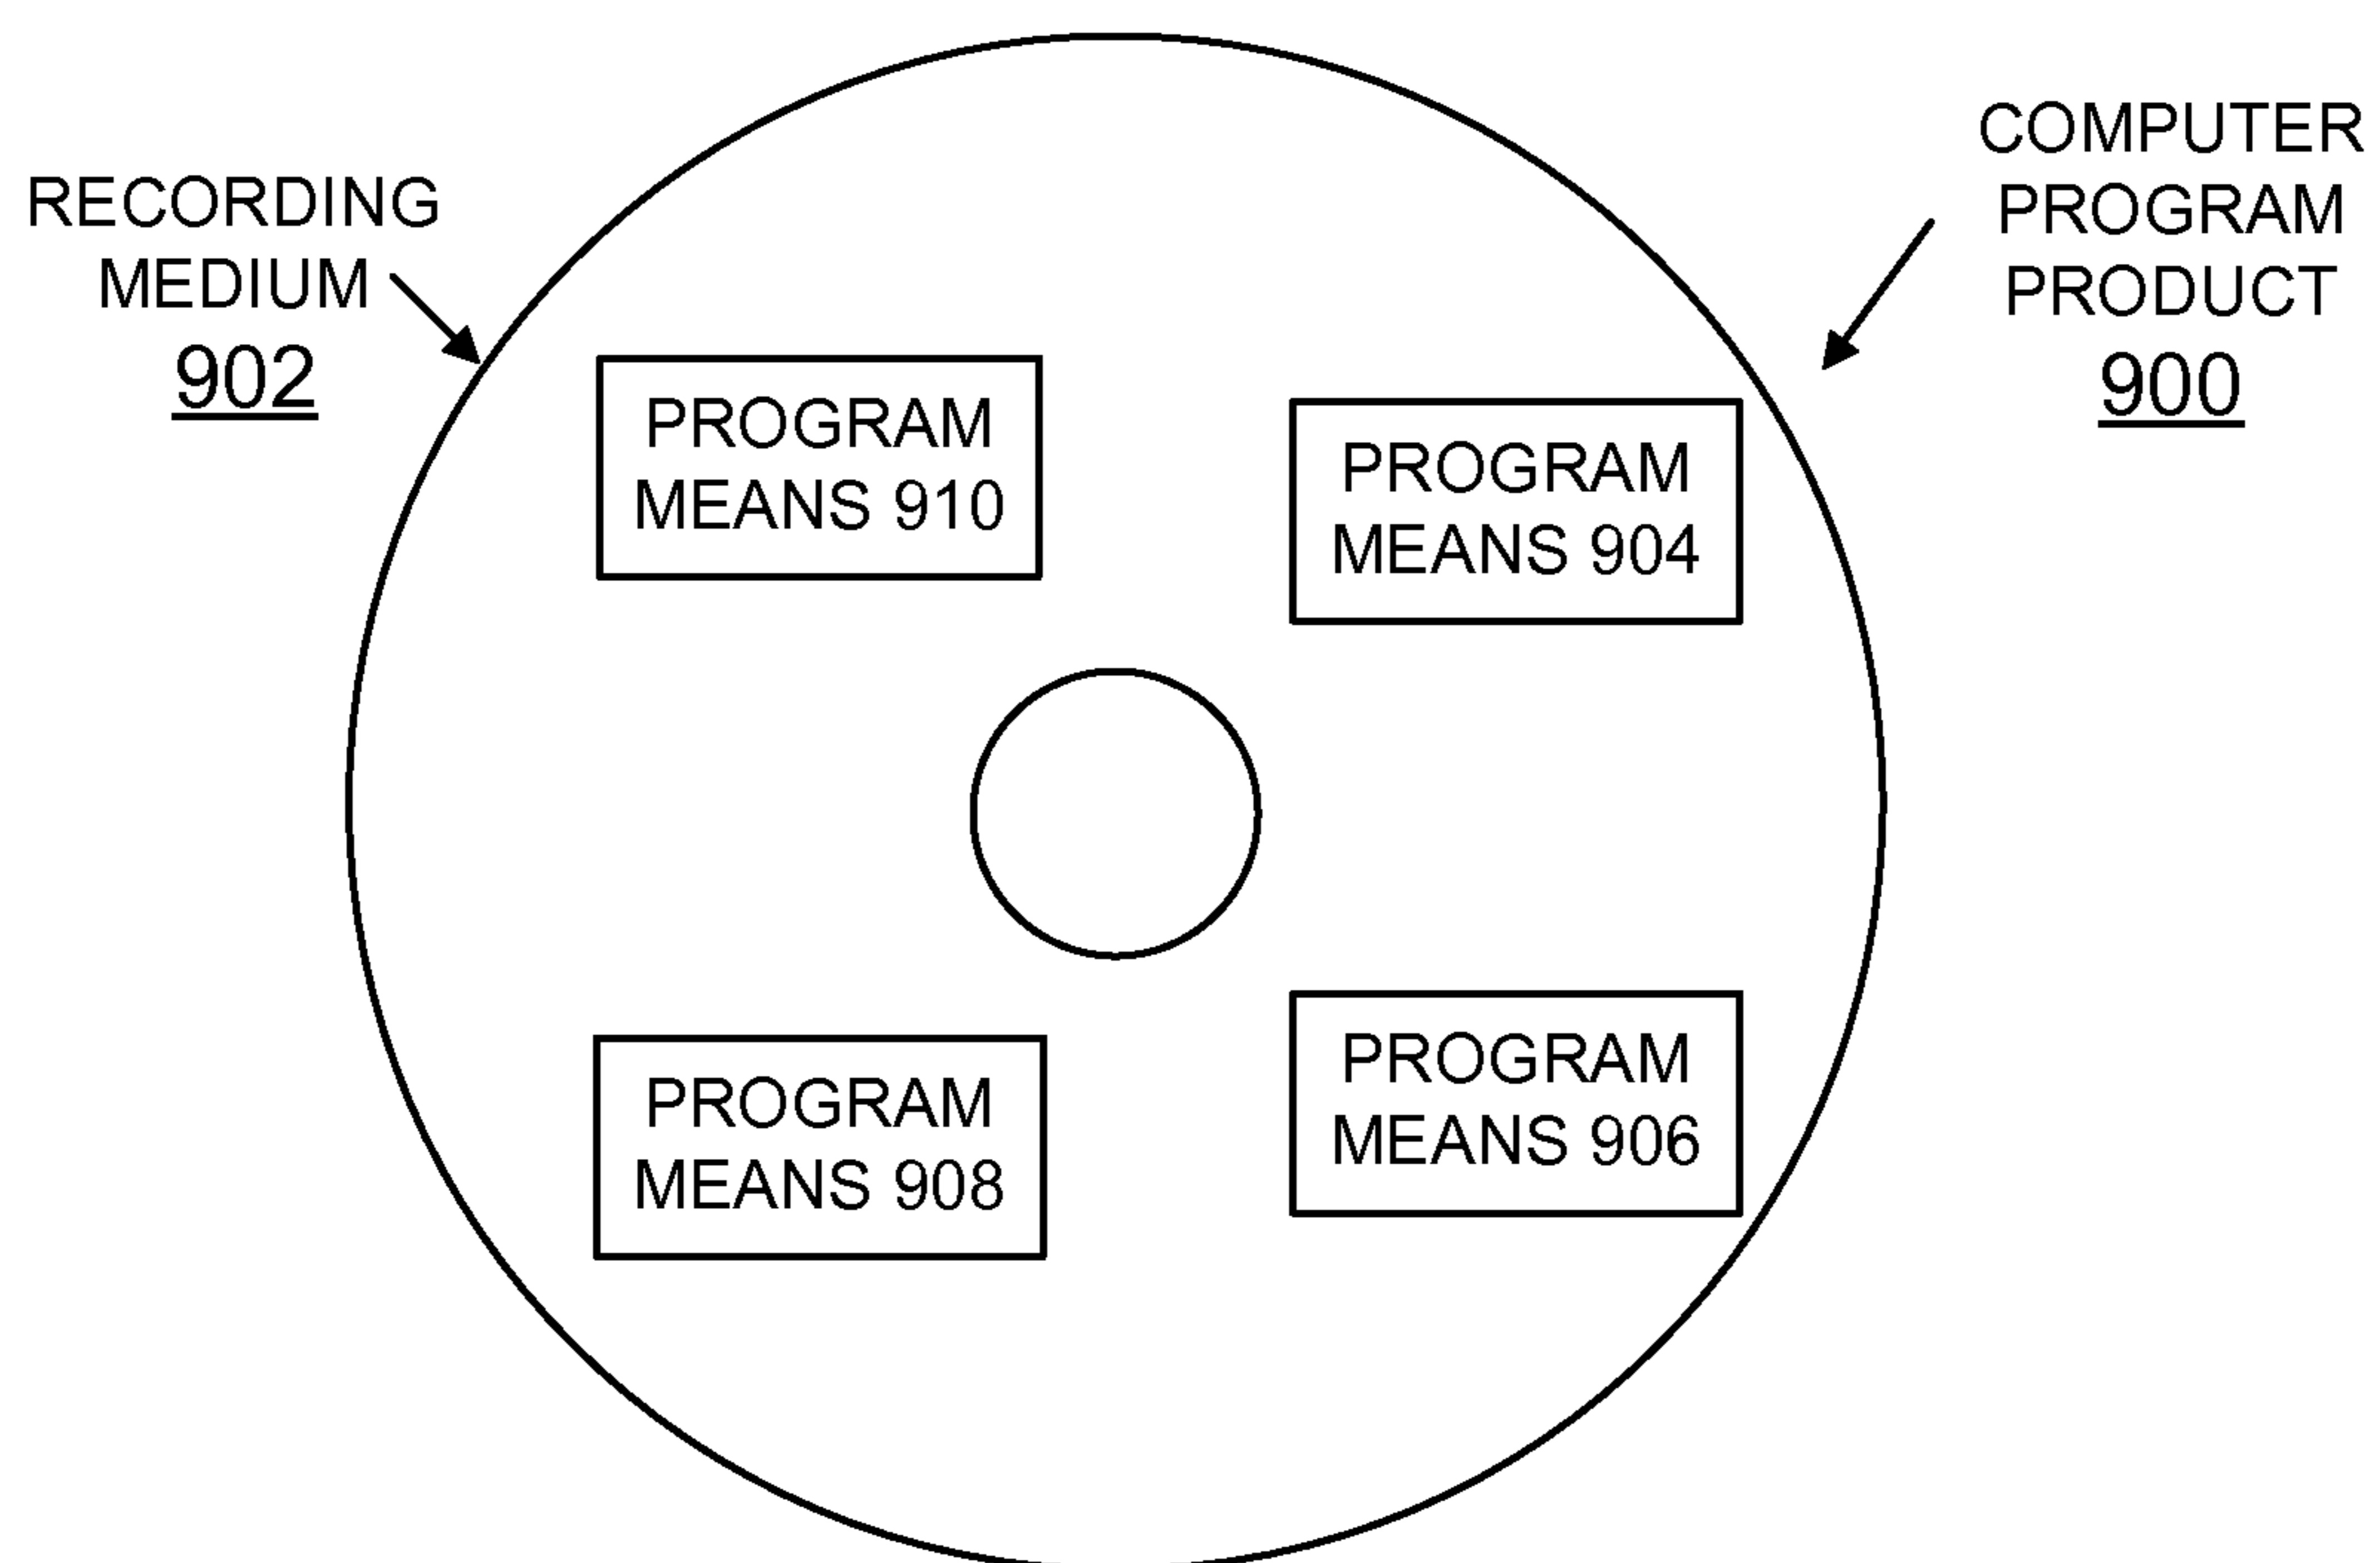 RECORDING
MEDIUM
902
COMPUTER
PROGRAM
PRODUCT
900
PROGRAM
MEANS 910
PROGRAM
MEANS 904
PROGRAM
MEANS 908
PROGRAM
MEANS 906